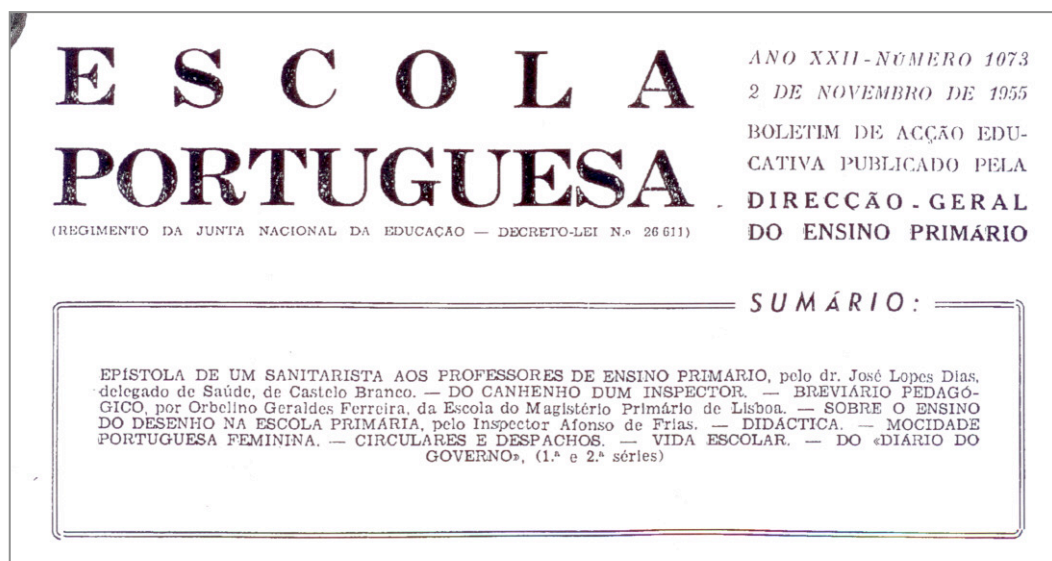 ESCOLA
PORTUGUESA
(REGIMENTO DA JUNTA NACIONAL DA EDUCAÇÃO — DECRETO-LEI N.º 26 611)
ANO XXII-NÚMERO 1073
2 DE NOVEMBRO DE 1955
BOLETIM DE ACÇÃO EDU-
CATIVA PUBLICADO PELA
DIRECÇÃO-GERAL
DO ENSINO PRIMÁRIO
SUMÁRIO:
EPÍSTOLA DE UM SANITARISTA AOS PROFESSORES DE ENSINO PRIMÁRIO, pelo dr. José Lopes Dias,
delegado de Saúde, de Castelo Branco. — DO CANHENHO DUM INSPECTOR. — BREVIÁRIO PEDAGÓ-
GICO, por Orbelino Geraldes Ferreira, da Escola do Magistério Primário de Lisboa. — SOBRE O ENSINO
DO DESENHO NA ESCOLA PRIMÁRIA, pelo Inspector Afonso de Frias. — DIDACTICA. — MOCIDADE
PORTUGUESA FEMININA. — CIRCULARES E DESPACHOS. — VIDA ESCOLAR. — DO «DIÁRIO DO
GOVERNO», (1.ª e 2.ª séries)